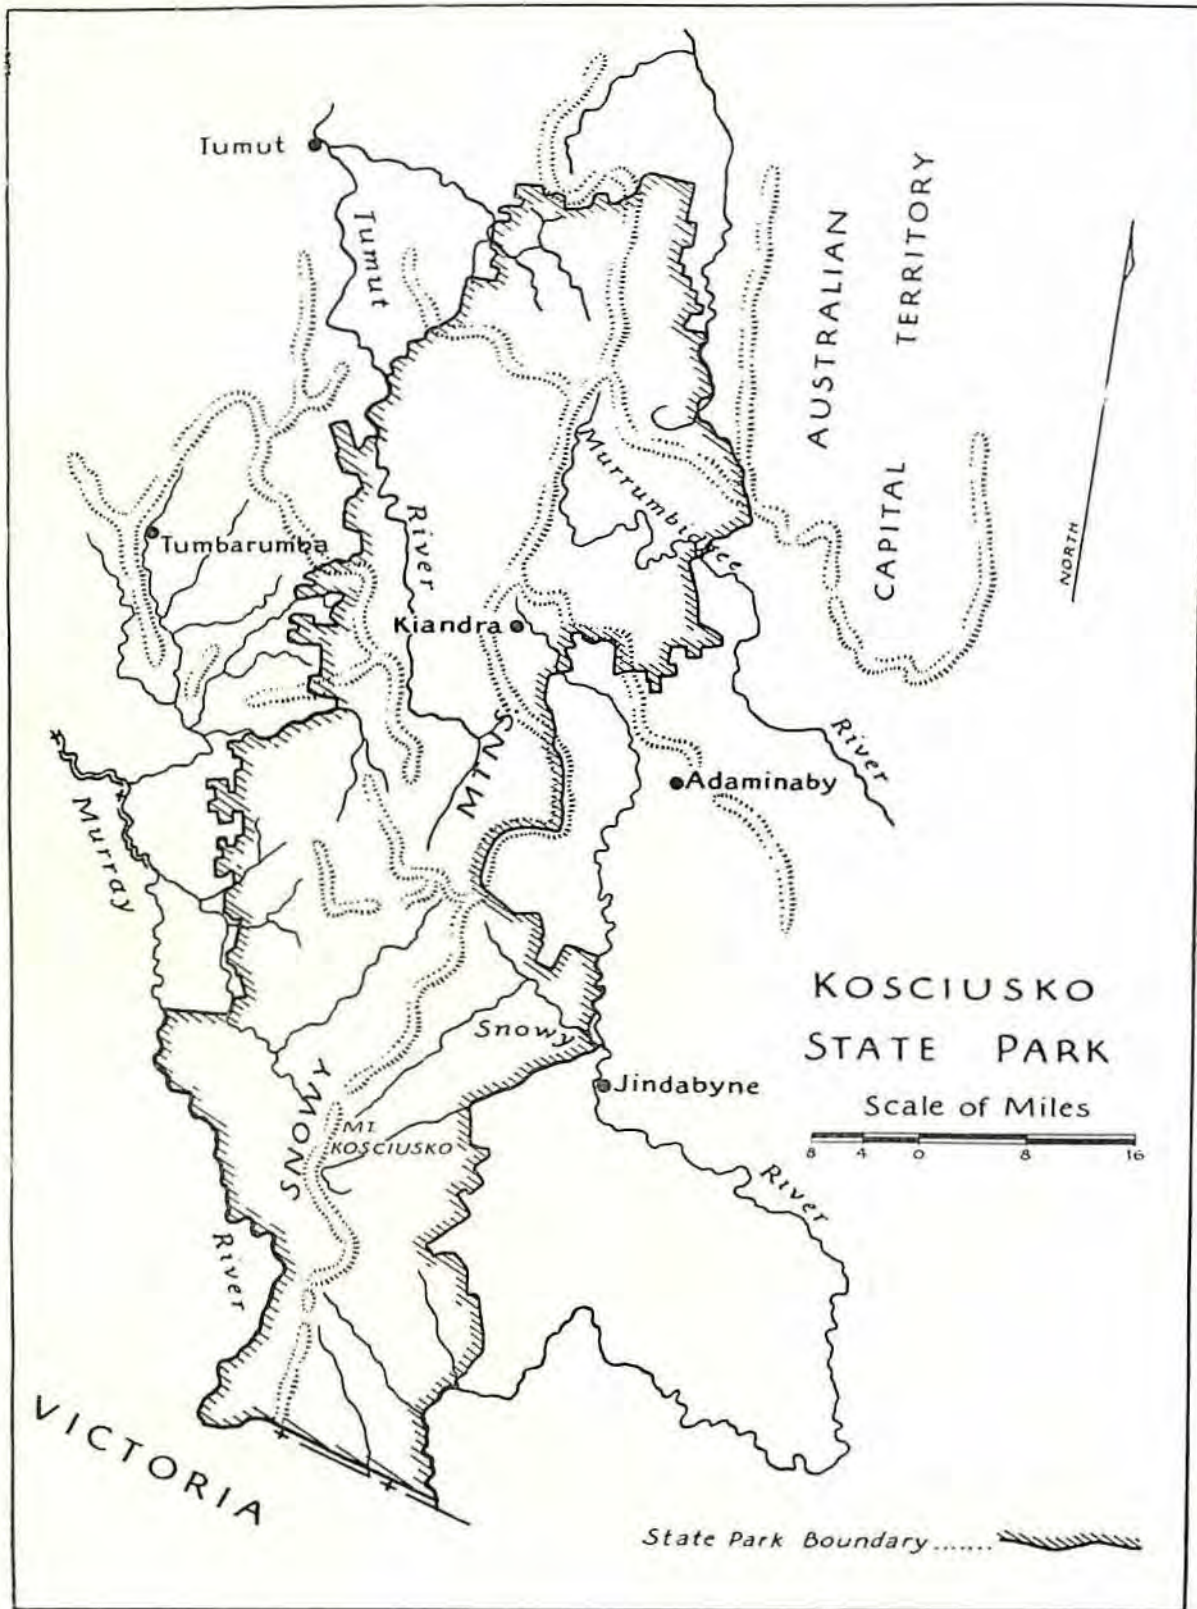 Tumut
Tumut
River
AUSTRALIAN
CAPITAL
TERRITORY
NORTH
Murrumbidgee
River
Tumbarumba
Kiandra
Adaminaby
Murray
River
SNOWY
MTNS.
Snowy
River
MT.
KOSCIUSKO
Jindabyne
KOSCIUSKO
STATE PARK
Scale of Miles
8 4 0 8 16
VICTORIA
State Park Boundary .......